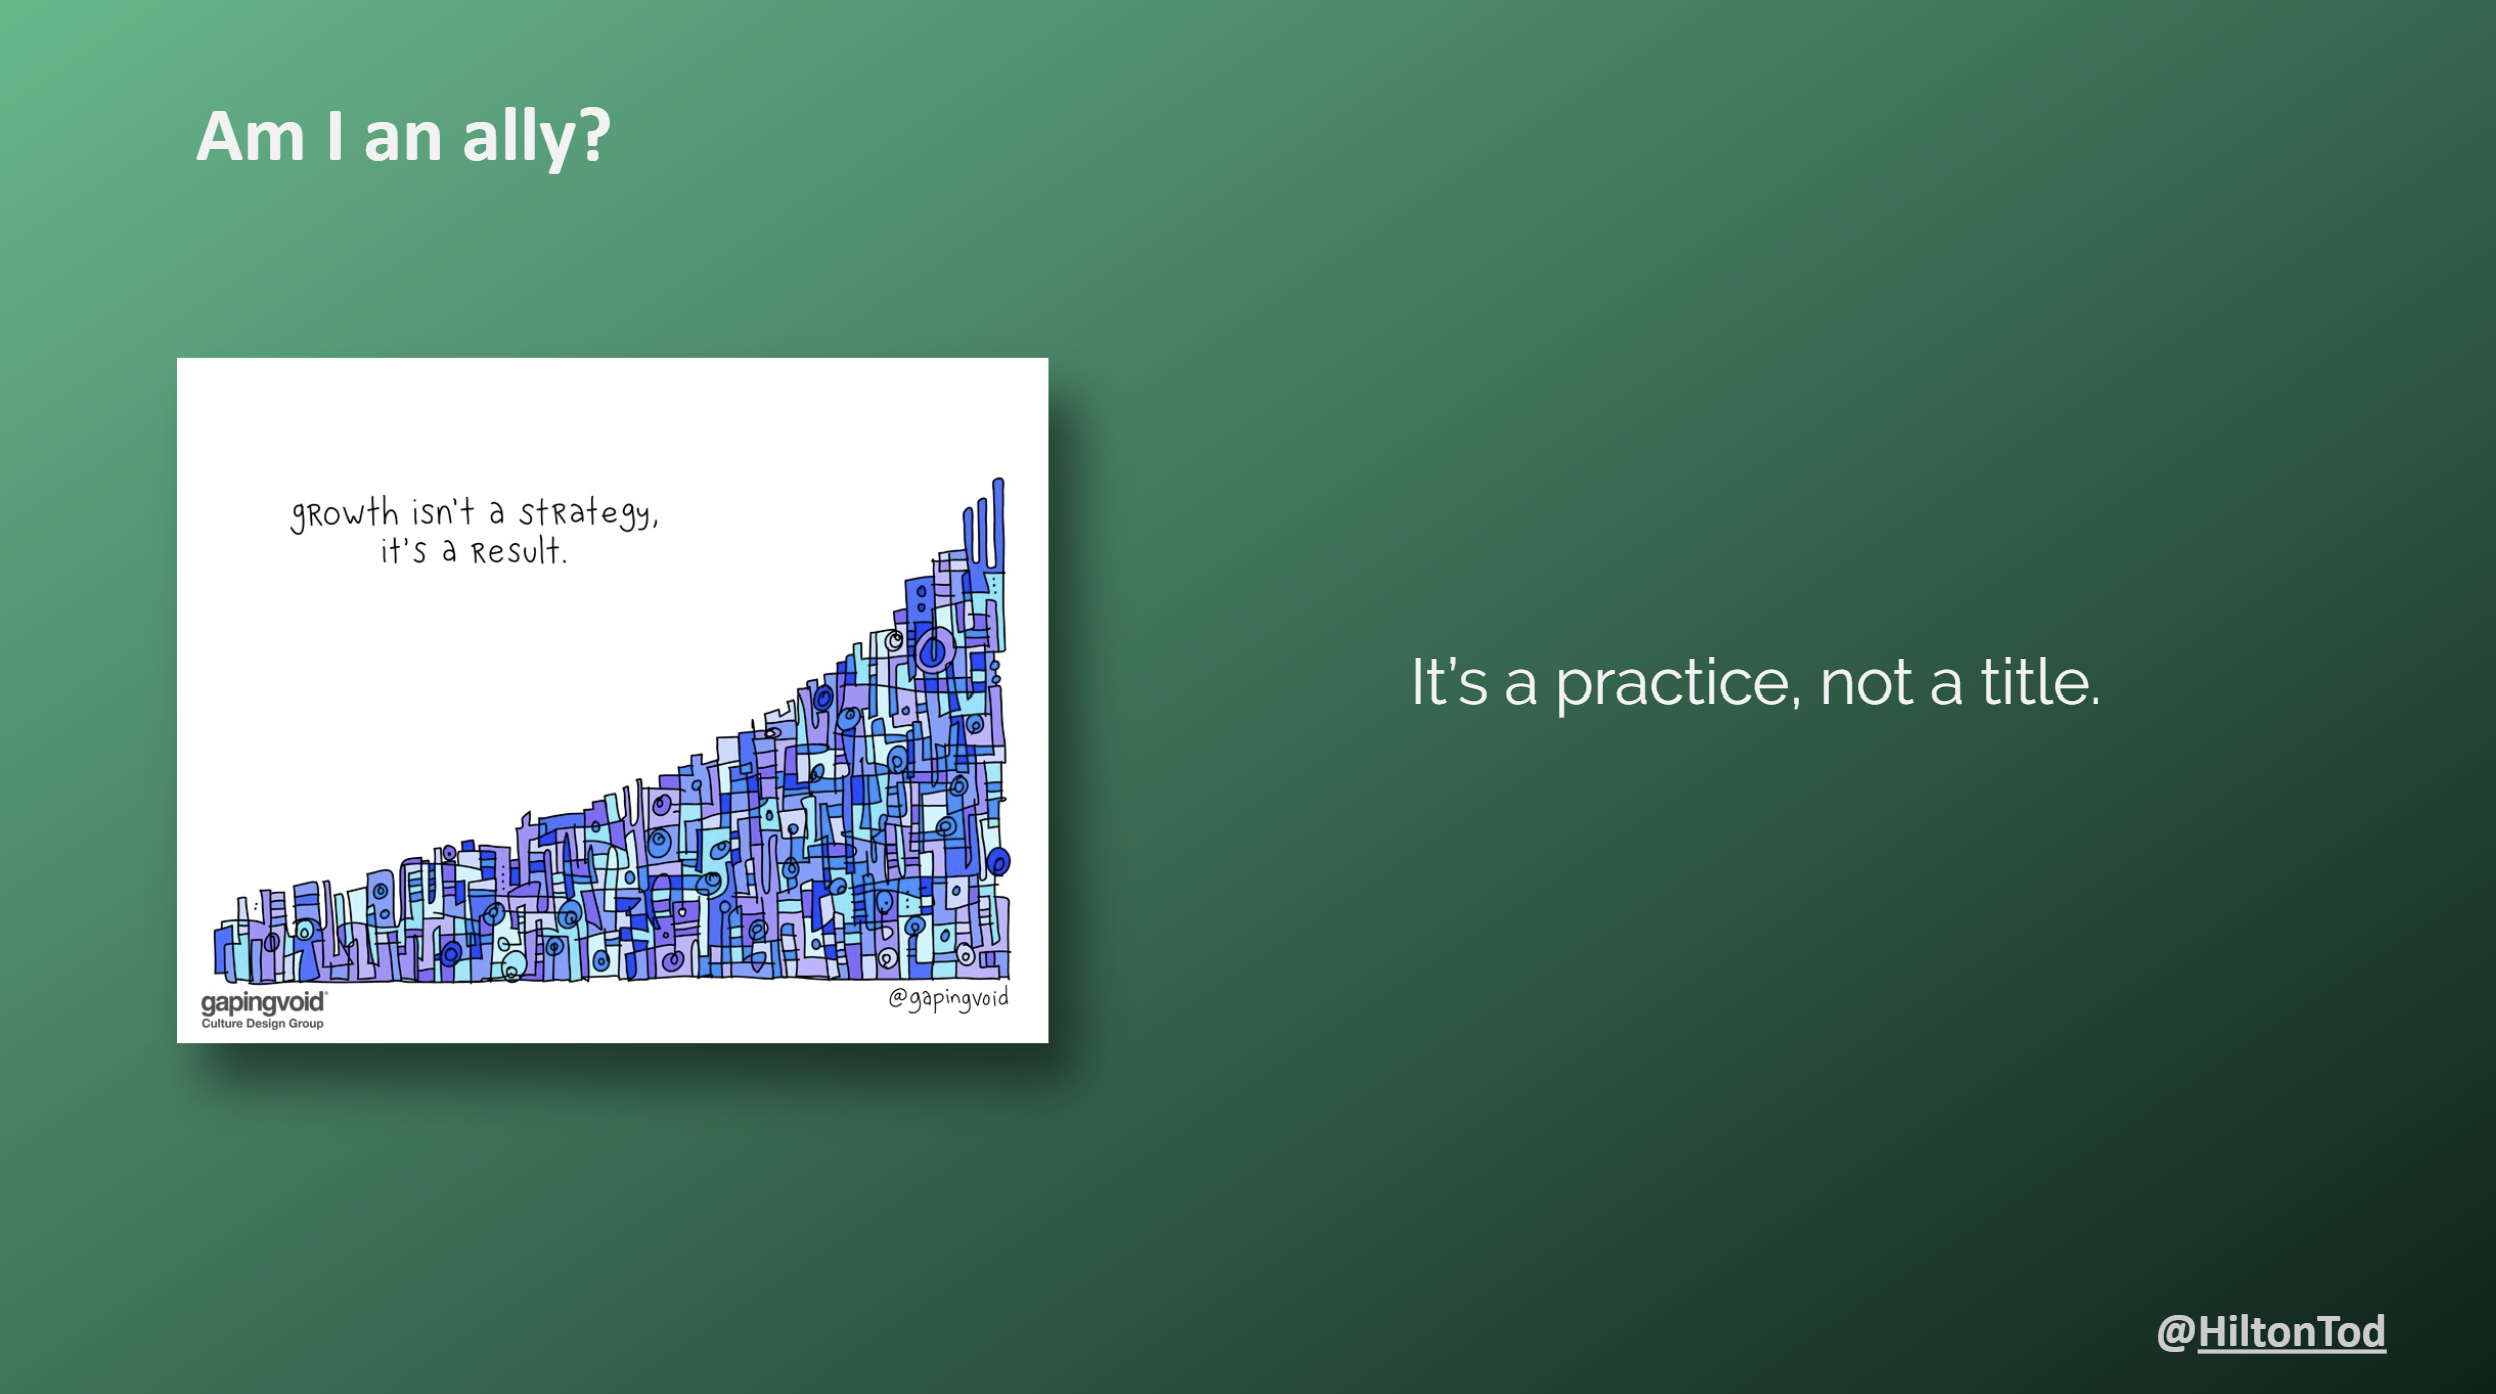 Am I an ally?
growth isn't a strategy,
it's a result.
gapingvoid
Culture Design Group
@gapingvoid
It's a practice, not a title.
@HiltonTod